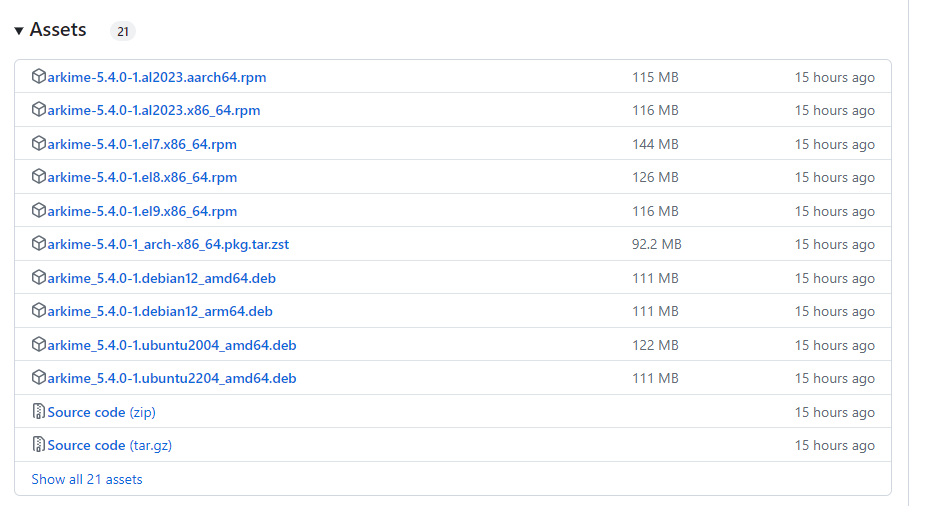 Assets 21
arkime-5.4.0-1.al2023.aarch64.rpm 115 MB 15 hours ago
arkime-5.4.0-1.al2023.x86_64.rpm 116 MB 15 hours ago
arkime-5.4.0-1.el7.x86_64.rpm 144 MB 15 hours ago
arkime-5.4.0-1.el8.x86_64.rpm 126 MB 15 hours ago
arkime-5.4.0-1.el9.x86_64.rpm 116 MB 15 hours ago
arkime-5.4.0-1_arch-x86_64.pkg.tar.zst 92.2 MB 15 hours ago
arkime_5.4.0-1.debian12_amd64.deb 111 MB 15 hours ago
arkime_5.4.0-1.debian12_arm64.deb 111 MB 15 hours ago
arkime_5.4.0-1.ubuntu2004_amd64.deb 122 MB 15 hours ago
arkime_5.4.0-1.ubuntu2204_amd64.deb 111 MB 15 hours ago
Source code (zip) 15 hours ago
Source code (tar.gz) 15 hours ago
Show all 21 assets